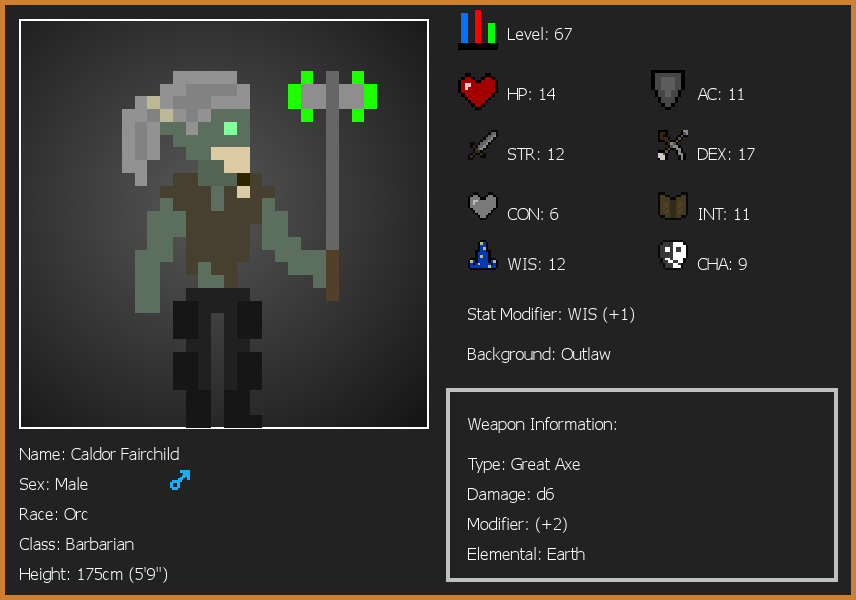 Level: 67
HP: 14
AC: 11
STR: 12
DEX: 17
CON: 6
INT: 11
WIS: 12
CHA: 9
Stat Modifier: WIS (+1)
Background: Outlaw
Weapon Information:
Type: Great Axe
Damage: d6
Modifier: (+2)
Elemental: Earth
Name: Caldor Fairchild
Sex: Male
Race: Orc
Class: Barbarian
Height: 175cm (5'9")